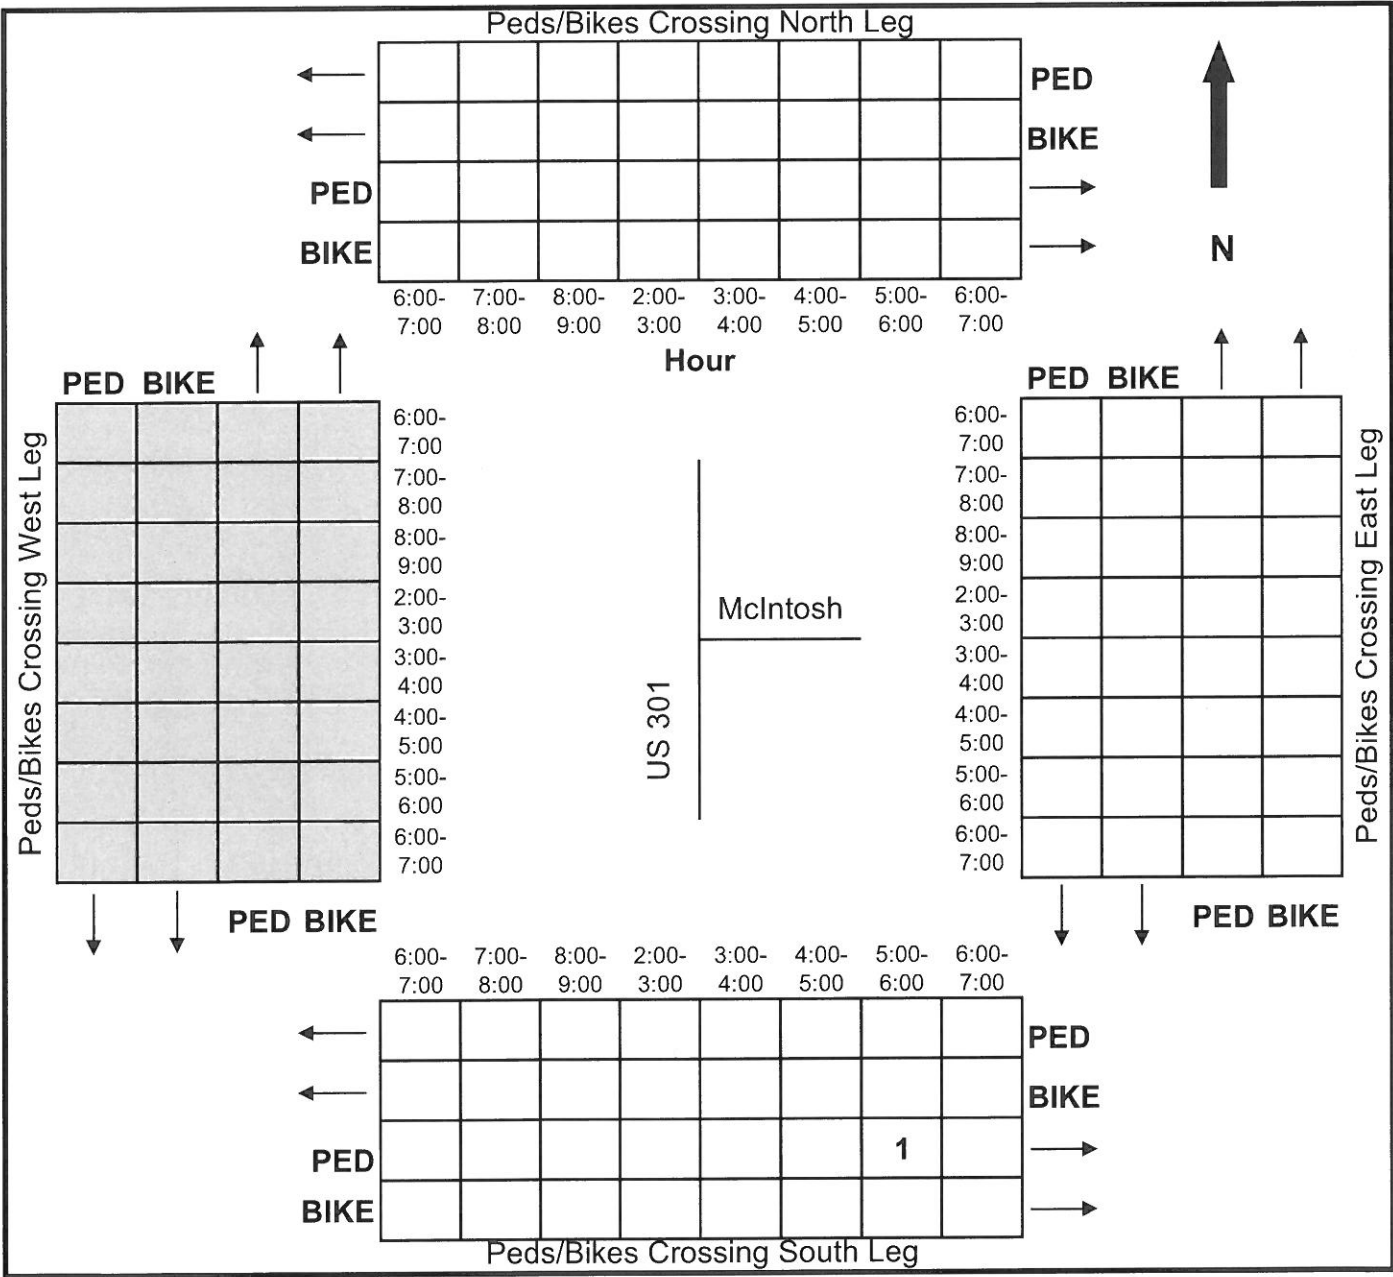 Peds/Bikes Crossing North Leg
PED
BIKE
PED
BIKE
N
6:00- 7:00- 8:00- 2:00- 3:00- 4:00- 5:00- 6:00-
7:00 8:00 9:00 3:00 4:00 5:00 6:00 7:00
Hour
PED BIKE
Peds/Bikes Crossing West Leg
6:00-
7:00
7:00-
8:00
8:00-
9:00
2:00-
3:00
3:00-
4:00
4:00-
5:00
5:00-
6:00
6:00-
7:00
PED BIKE
McIntosh
US 301
PED BIKE
6:00-
7:00
7:00-
8:00
8:00-
9:00
2:00-
3:00
3:00-
4:00
4:00-
5:00
5:00-
6:00
6:00-
7:00
Peds/Bikes Crossing East Leg
PED BIKE
6:00- 7:00- 8:00- 2:00- 3:00- 4:00- 5:00- 6:00-
7:00 8:00 9:00 3:00 4:00 5:00 6:00 7:00
PED
BIKE
PED 1
BIKE
Peds/Bikes Crossing South Leg